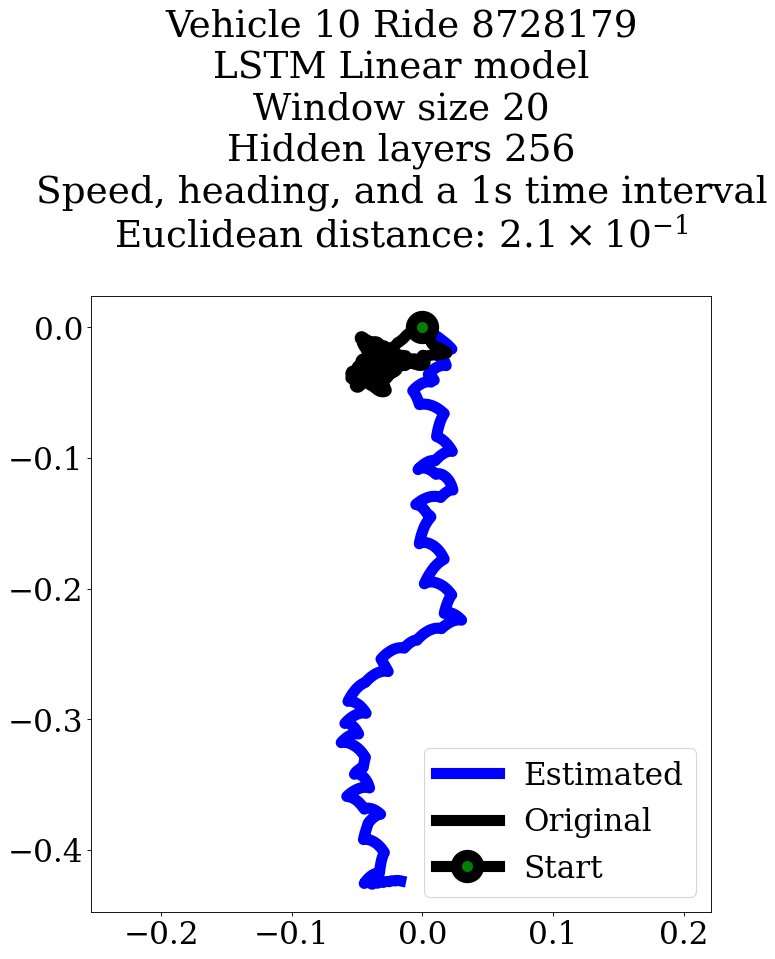 Vehicle 10 Ride 8728179
LSTM Linear model
Window size 20
Hidden layers 256
Speed, heading, and a 1s time interval
Euclidean distance: 2.1 × 10⁻¹
0.0
−0.1
−0.2
−0.3
−0.4
Estimated
Original
Start
−0.2 −0.1 0.0 0.1 0.2